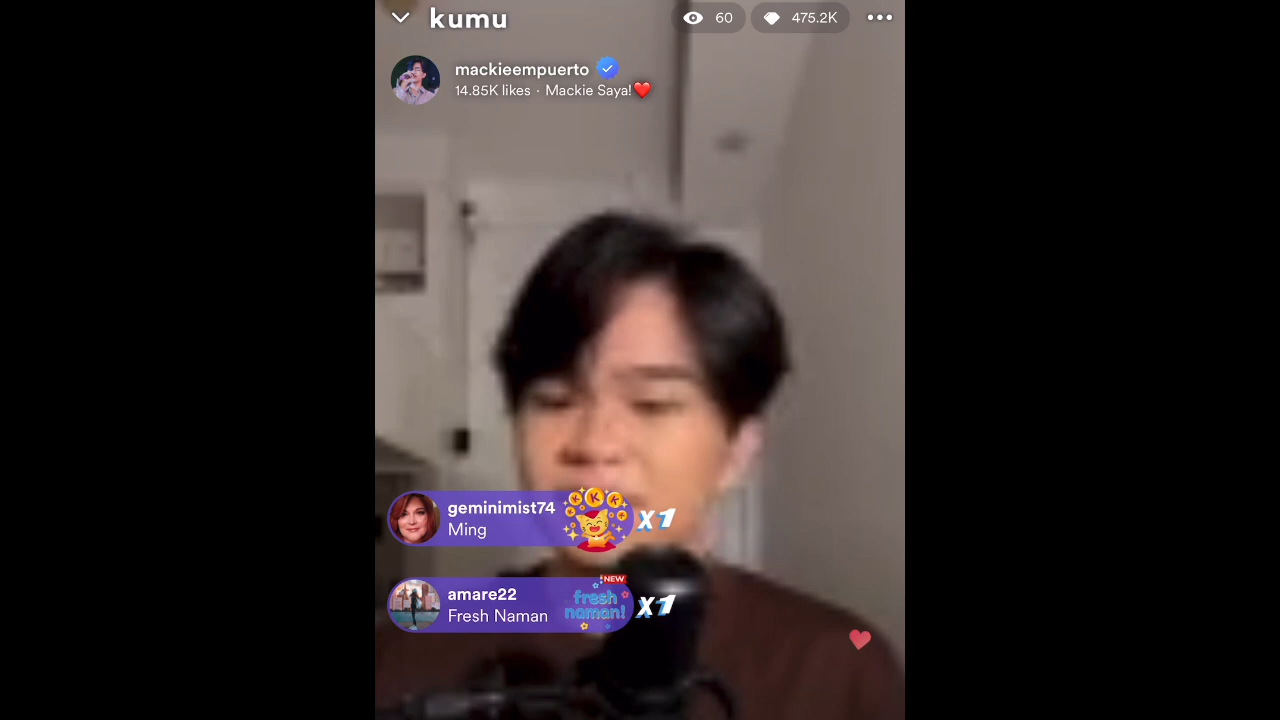 kumu
60
475.2K
mackieempuerto
14.85K likes · Mackie Saya!❤️
geminimist74
Ming
X1
NEW
amare22
Fresh Naman
fresh
naman!
X1